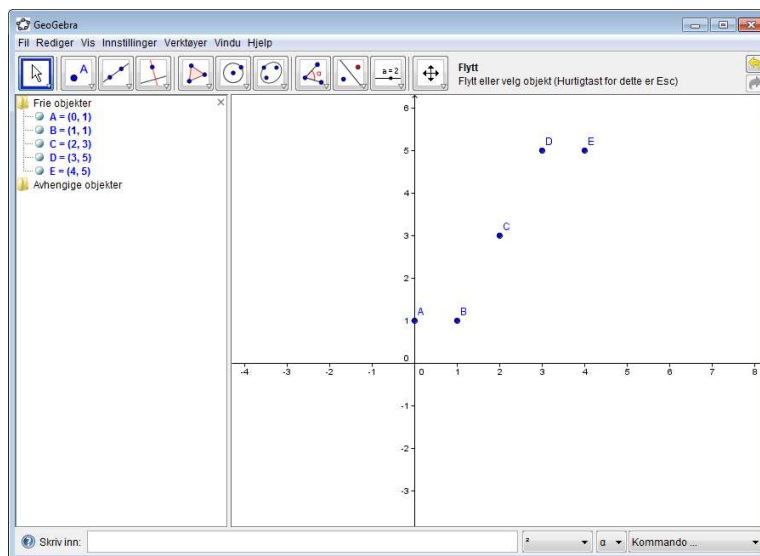 GeoGebra
Fil Rediger Vis Innstillinger Verktøyer Vindu Hjelp
A
α
a = 2
Flytt
Flytt eller velg objekt (Hurtigtast for dette er Esc)
Frie objekter
A = (0, 1)
B = (1, 1)
C = (2, 3)
D = (3, 5)
E = (4, 5)
Avhengige objekter
6
5
D
E
4
3
C
2
1
A
B
0
-4 -3 -2 -1 0 1 2 3 4 5 6 7 8
-1
-2
-3
Skriv inn:
²
α
Kommando ...